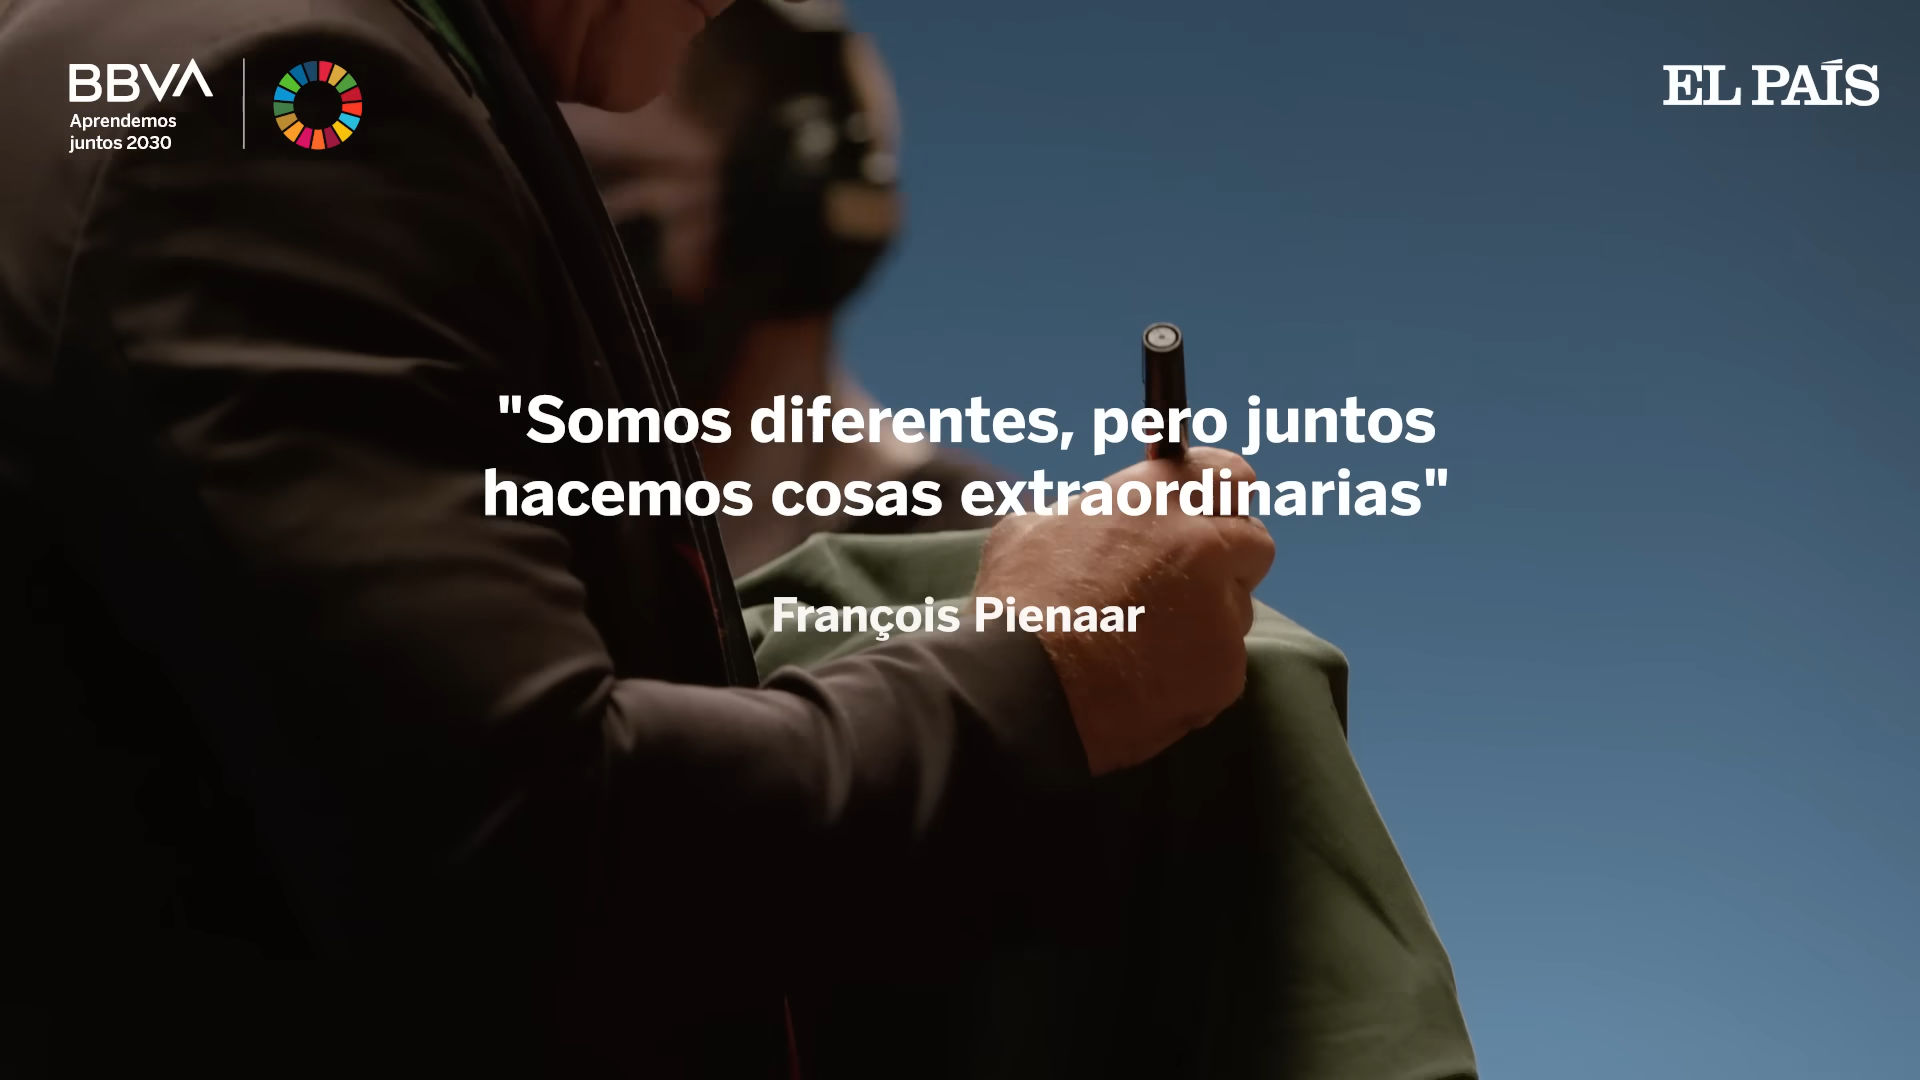 BBVA
Aprendemos
juntos 2030
EL PAÍS
"Somos diferentes, pero juntos
hacemos cosas extraordinarias"
François Pienaar